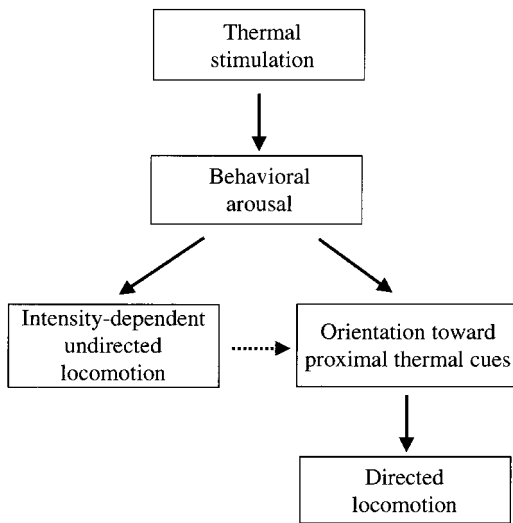 Thermal
stimulation
Behavioral
arousal
Intensity-dependent
undirected
locomotion
Orientation toward
proximal thermal cues
Directed
locomotion